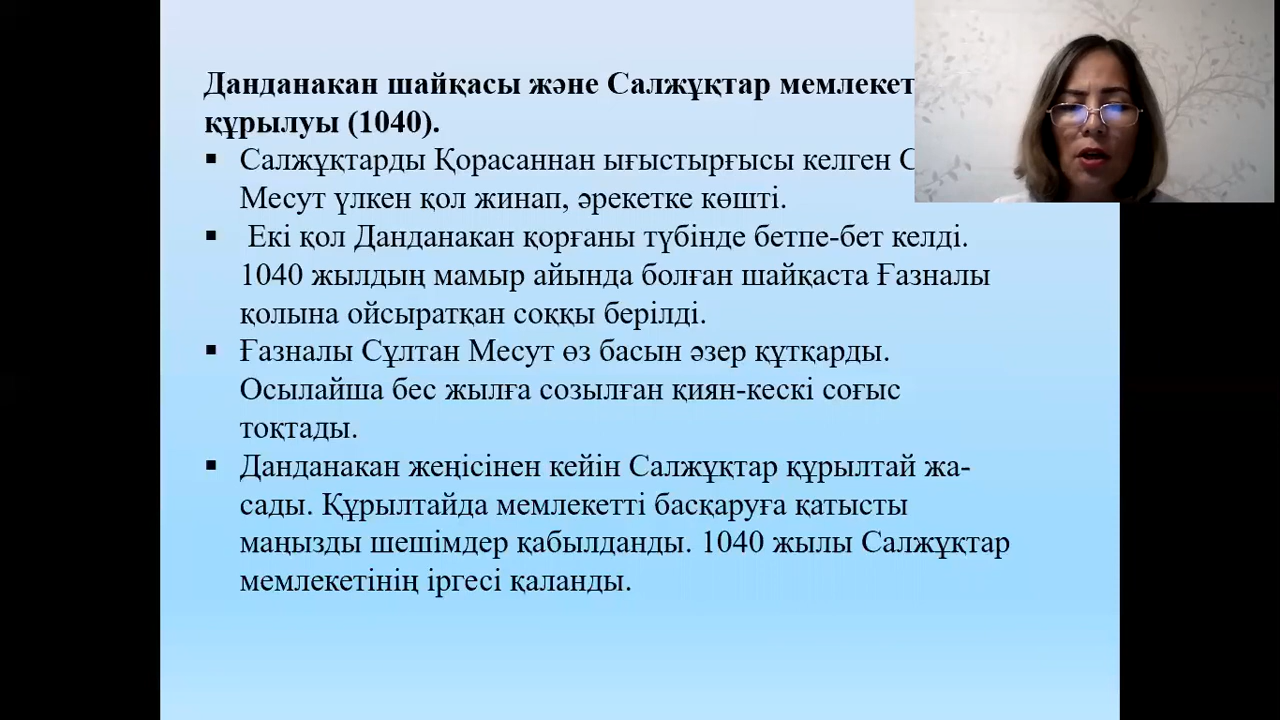 Данданакан шайқасы және Салжұқтар
құрылуы (1040).
▪ Салжұқтарды Қорасаннан ығыстырғысы келген
Месут үлкен қол жинап, әрекетке көшті.
▪ Екі қол Данданакан қорғаны түбінде бетпе-бет келді.
1040 жылдың мамыр айында болған шайқаста Ғазналы
қолына ойсыратқан соққы берілді.
▪ Ғазналы Сұлтан Месут өз басын әзер құтқарды.
Осылайша бес жылға созылған қиян-кескі соғыс
тоқтады.
▪ Данданакан жеңісінен кейін Салжұқтар құрылтай жа-
сады. Құрылтайда мемлекетті басқаруға қатысты
маңызды шешімдер қабылданды. 1040 жылы Салжұқтар
мемлекетінің іргесі қаланды.